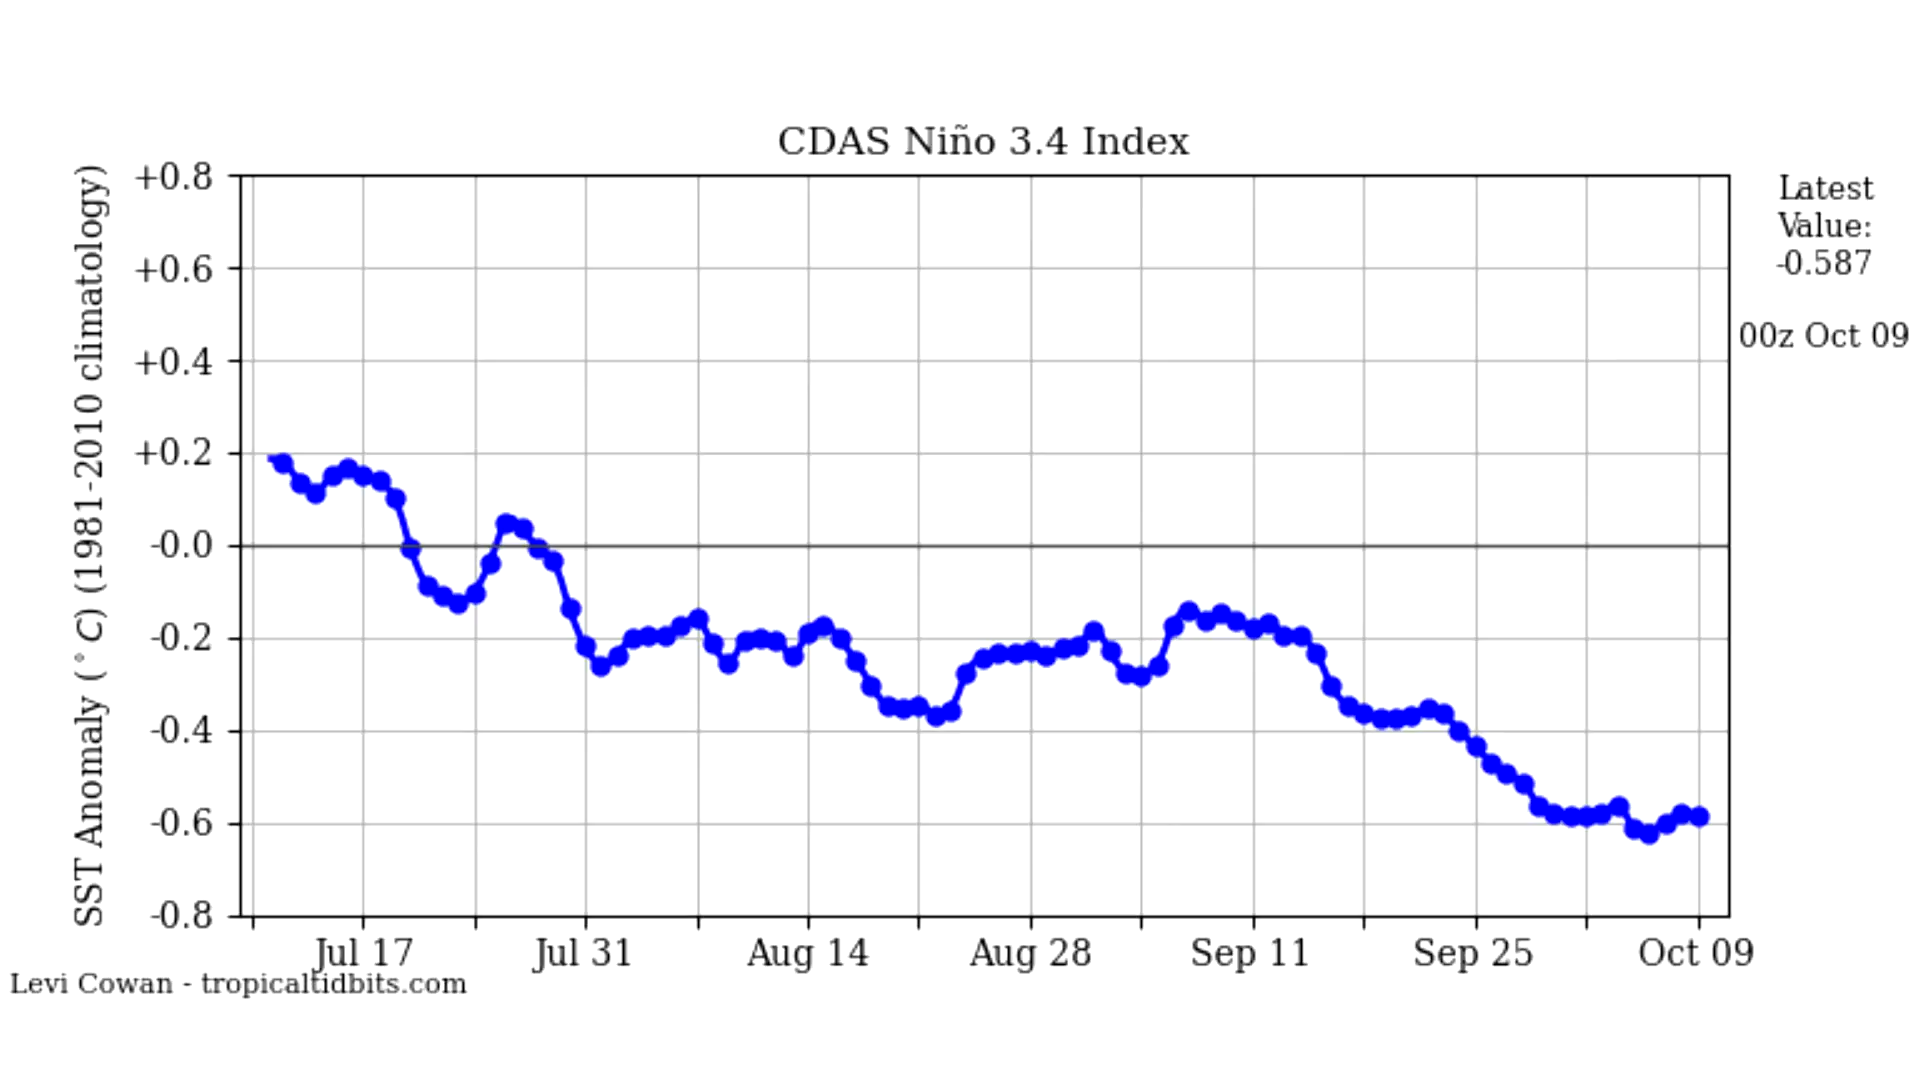 CDAS Niño 3.4 Index
SST Anomaly (°C) (1981-2010 climatology)
+0.8
+0.6
+0.4
+0.2
-0.0
-0.2
-0.4
-0.6
-0.8
Jul 17 Jul 31 Aug 14 Aug 28 Sep 11 Sep 25 Oct 09
Latest
Value:
-0.587
00z Oct 09
Levi Cowan - tropicaltidbits.com